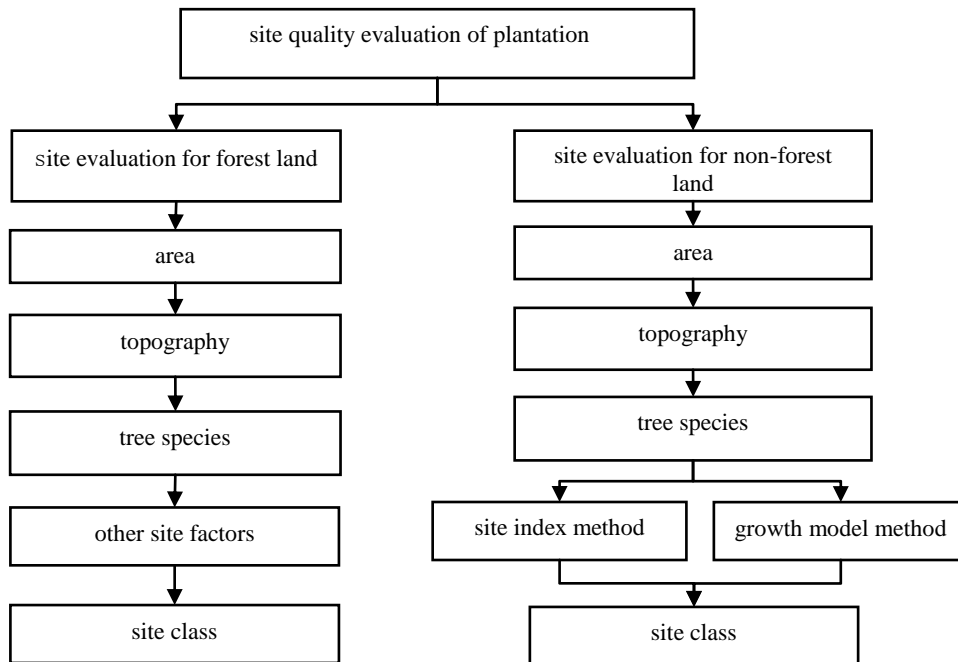 site quality evaluation of plantation
site evaluation for forest land
site evaluation for non-forest
land
area
area
topography
topography
tree species
tree species
other site factors
site index method
growth model method
site class
site class